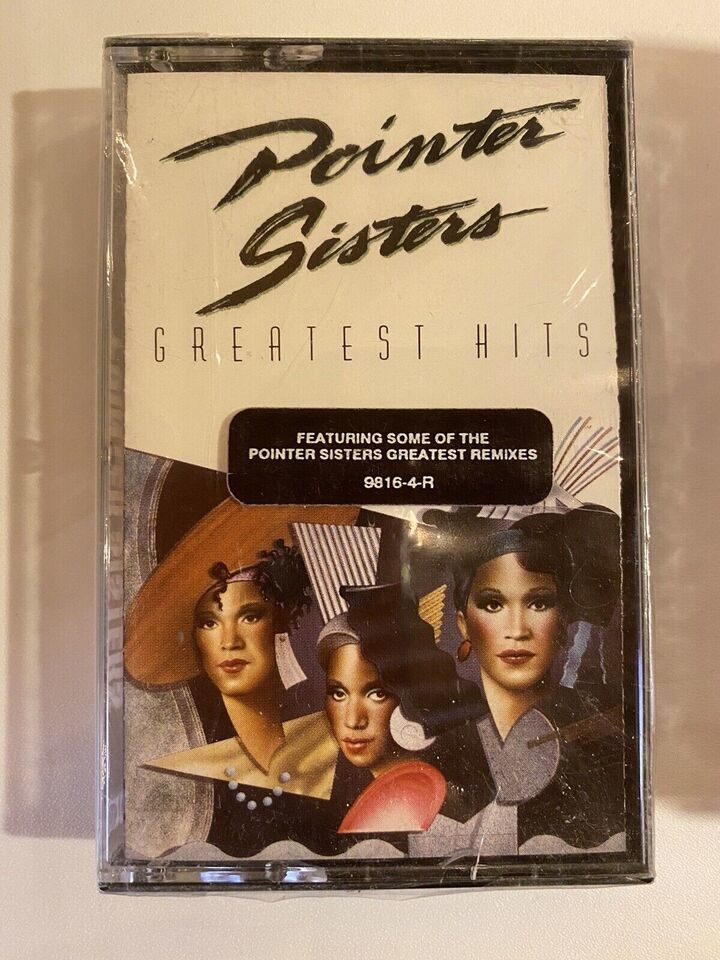 Pointer
Sisters
GREATEST HITS
FEATURING SOME OF THE
POINTER SISTERS GREATEST REMIXES
9816-4-R